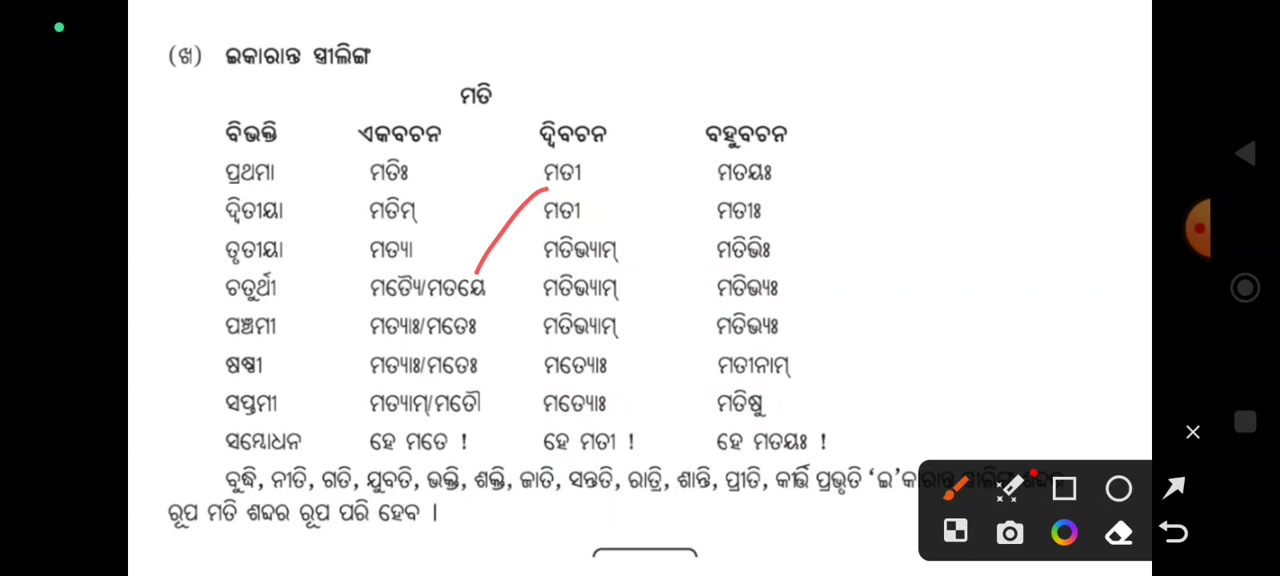 (ଖ) ଇକାରାନ୍ତ ସ୍ତ୍ରୀଲିଙ୍ଗ
ମତି
ବିଭକ୍ତି ଏକବଚନ ଦ୍ୱିବଚନ ବହୁବଚନ
ପ୍ରଥମା ମତିଃ ମତୀ ମତୟଃ
ଦ୍ୱିତୀୟା ମତିମ୍ ମତୀ ମତୀଃ
ତୃତୀୟା ମତ୍ୟା ମତିଭ୍ୟାମ୍ ମତିଭିଃ
ଚତୁର୍ଥୀ ମତ୍ୟୈ/ମତୟେ ମତିଭ୍ୟାମ୍ ମତିଭ୍ୟଃ
ପଞ୍ଚମୀ ମତ୍ୟାଃ/ମତେଃ ମତିଭ୍ୟାମ୍ ମତିଭ୍ୟଃ
ଷଷ୍ଠୀ ମତ୍ୟାଃ/ମତେଃ ମତ୍ୟୋଃ ମତୀନାମ୍
ସପ୍ତମୀ ମତ୍ୟାମ୍/ମତୌ ମତ୍ୟୋଃ ମତିଷୁ
ସମ୍ବୋଧନ ହେ ମତେ ! ହେ ମତୀ ! ହେ ମତୟଃ !
ବୁଦ୍ଧି, ନୀତି, ଗତି, ଯୁବତି, ଭକ୍ତି, ଶକ୍ତି, ଜାତି, ସନ୍ତତି, ରାତ୍ରି, ଶାନ୍ତି, ପ୍ରୀତି, କୀର୍ତ୍ତି ପ୍ରଭୃତି ‘ଇ’କାରାନ୍ତ ସ୍ତ୍ରୀଲିଙ୍ଗ ଶବ୍ଦର
ରୂପ ମତି ଶବ୍ଦର ରୂପ ପରି ହେବ ।